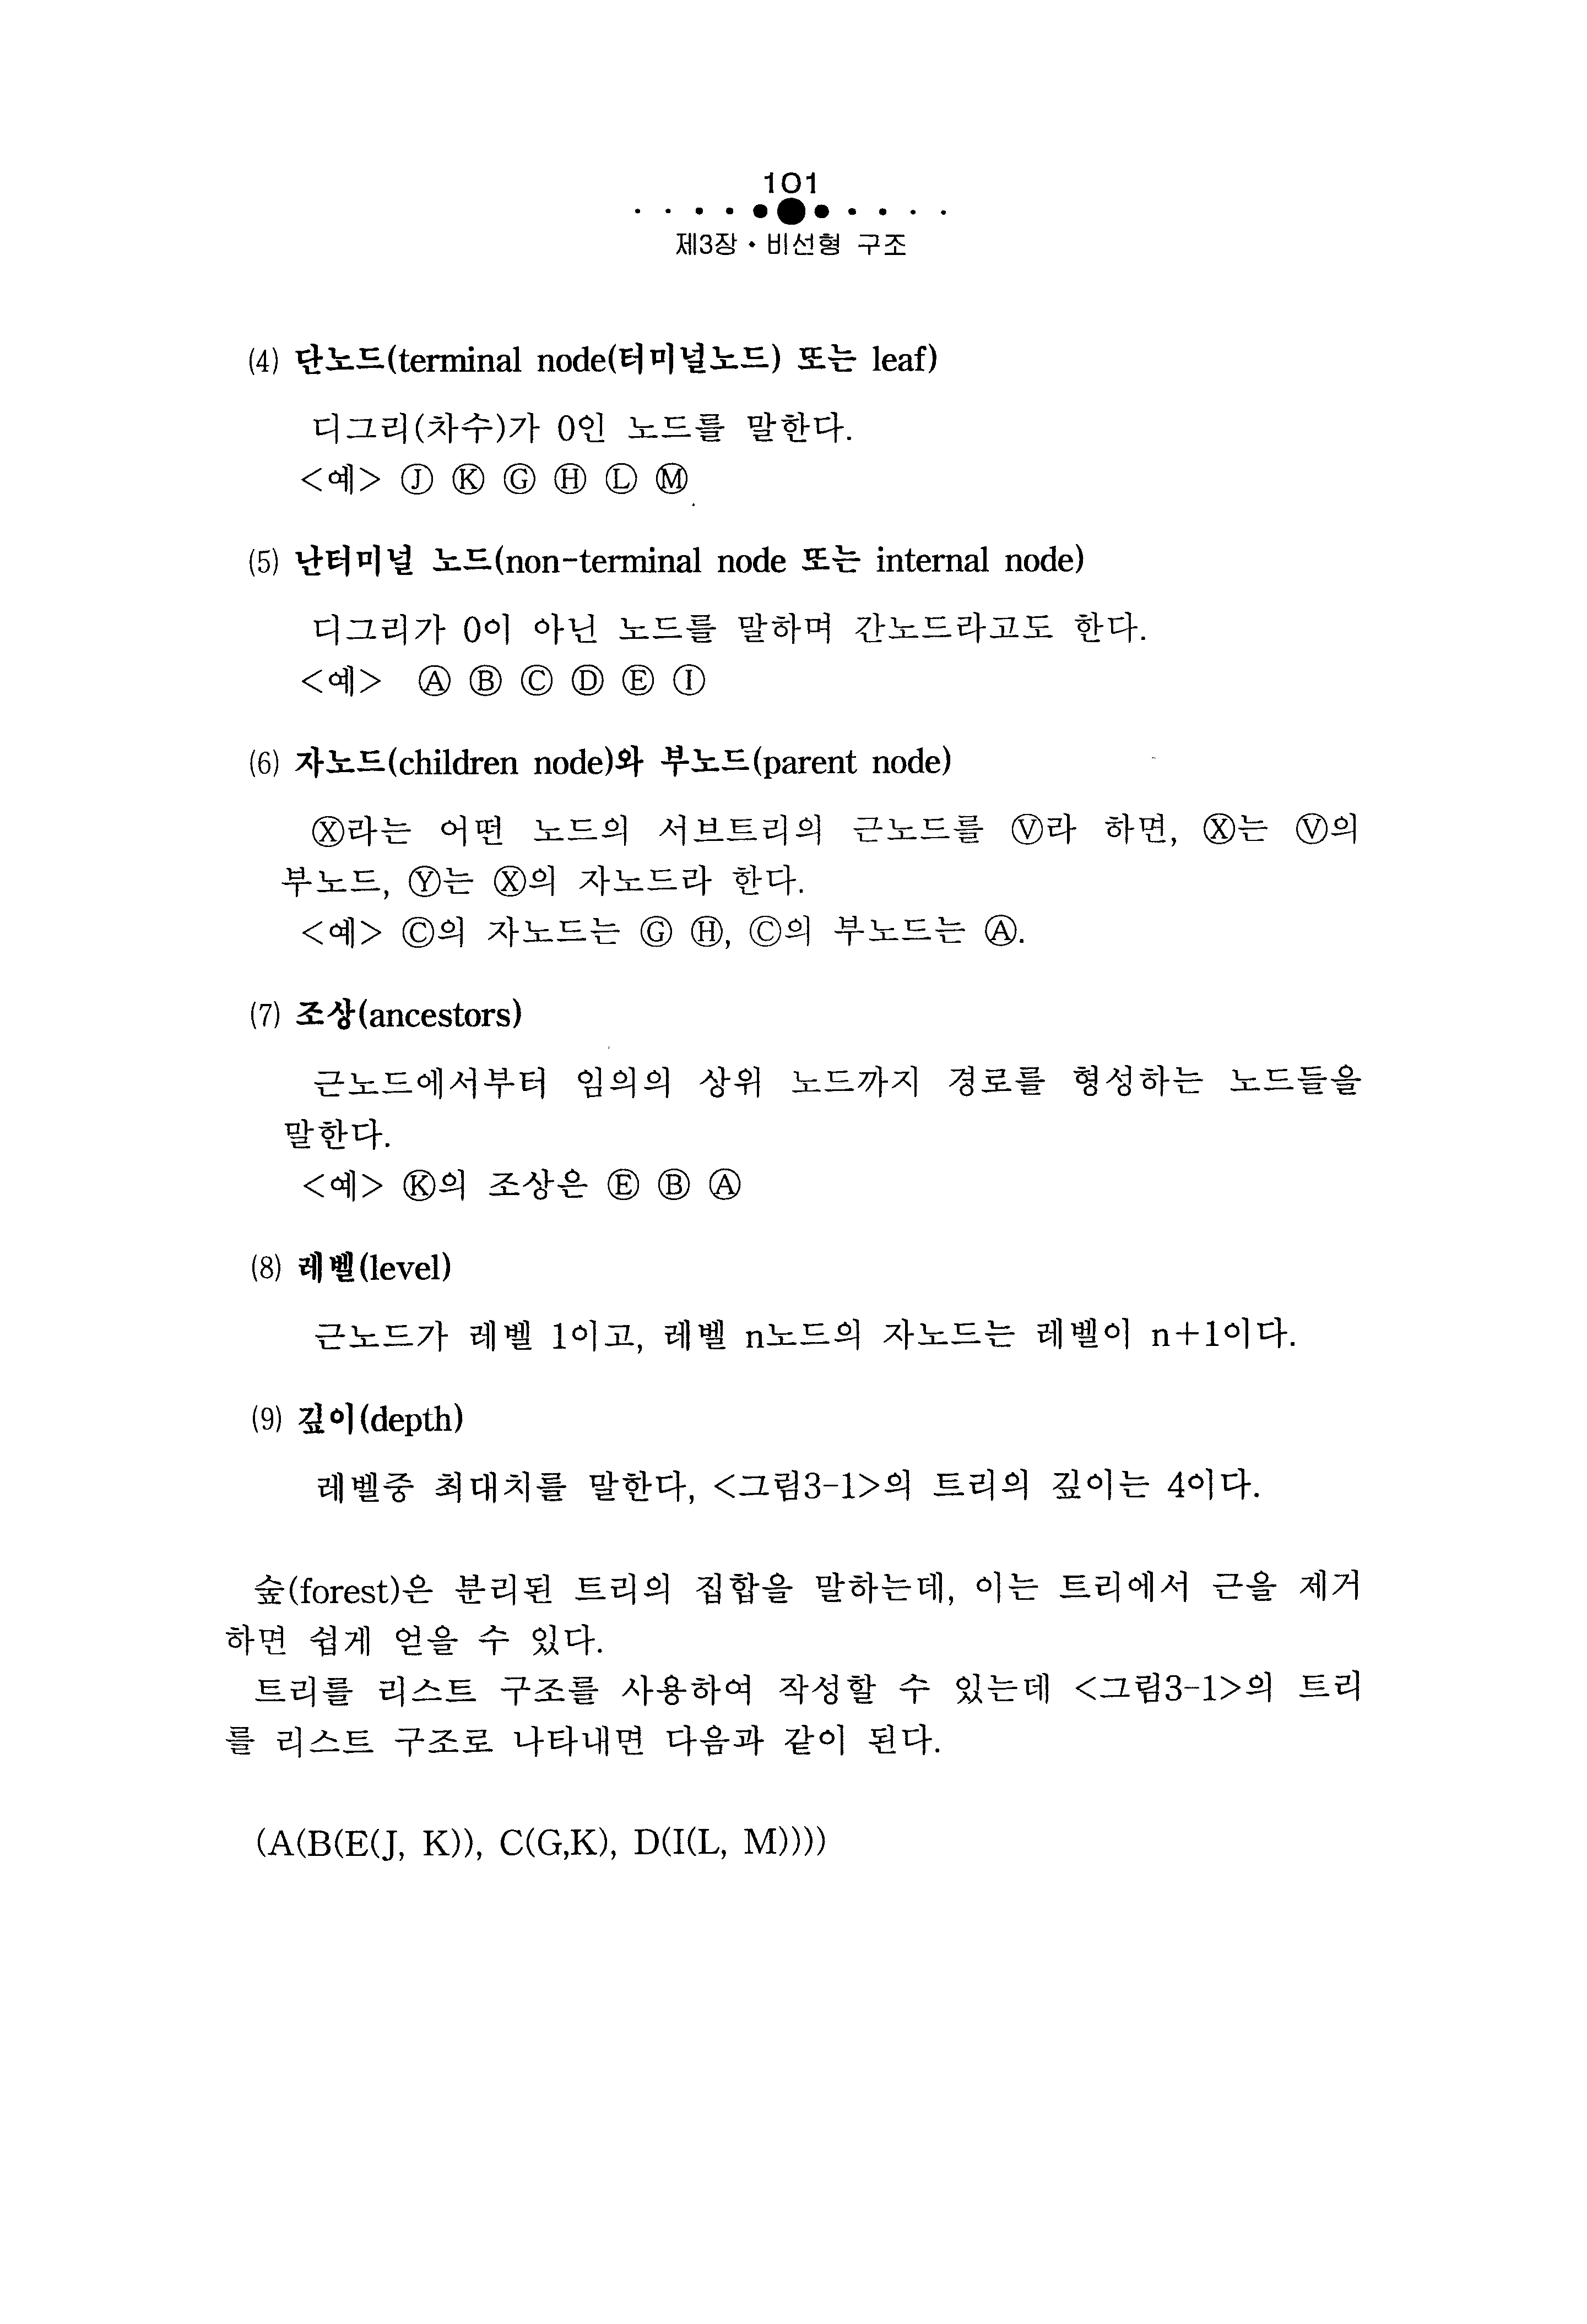 101
제3장 • 비선형 구조
(4) 단노드(terminal node(터미널노드) 또는 leaf)
디그리(차수)가 0인 노드를 말한다.
<예> Ⓙ Ⓚ Ⓖ Ⓗ Ⓛ Ⓜ
(5) 난터미널 노드(non-terminal node 또는 internal node)
디그리가 0이 아닌 노드를 말하며 간노드라고도 한다.
<예> Ⓐ Ⓑ Ⓒ Ⓓ Ⓔ Ⓘ
(6) 자노드(children node)와 부노드(parent node)
Ⓧ라는 어떤 노드의 서브트리의 근노드를 Ⓥ라 하면, Ⓧ는 Ⓥ의
부노드, Ⓨ는 Ⓧ의 자노드라 한다.
<예> Ⓒ의 자노드는 Ⓖ Ⓗ, Ⓒ의 부노드는 Ⓐ.
(7) 조상(ancestors)
근노드에서부터 임의의 상위 노드까지 경로를 형성하는 노드들을
말한다.
<예> Ⓚ의 조상은 Ⓔ Ⓑ Ⓐ
(8) 레벨(level)
근노드가 레벨 1이고, 레벨 n노드의 자노드는 레벨이 n+1이다.
(9) 깊이(depth)
레벨중 최대치를 말한다, <그림3-1>의 트리의 깊이는 4이다.
숲(forest)은 분리된 트리의 집합을 말하는데, 이는 트리에서 근을 제거
하면 쉽게 얻을 수 있다.
트리를 리스트 구조를 사용하여 작성할 수 있는데 <그림3-1>의 트리
를 리스트 구조로 나타내면 다음과 같이 된다.
(A(B(E(J, K)), C(G,K), D(I(L, M))))